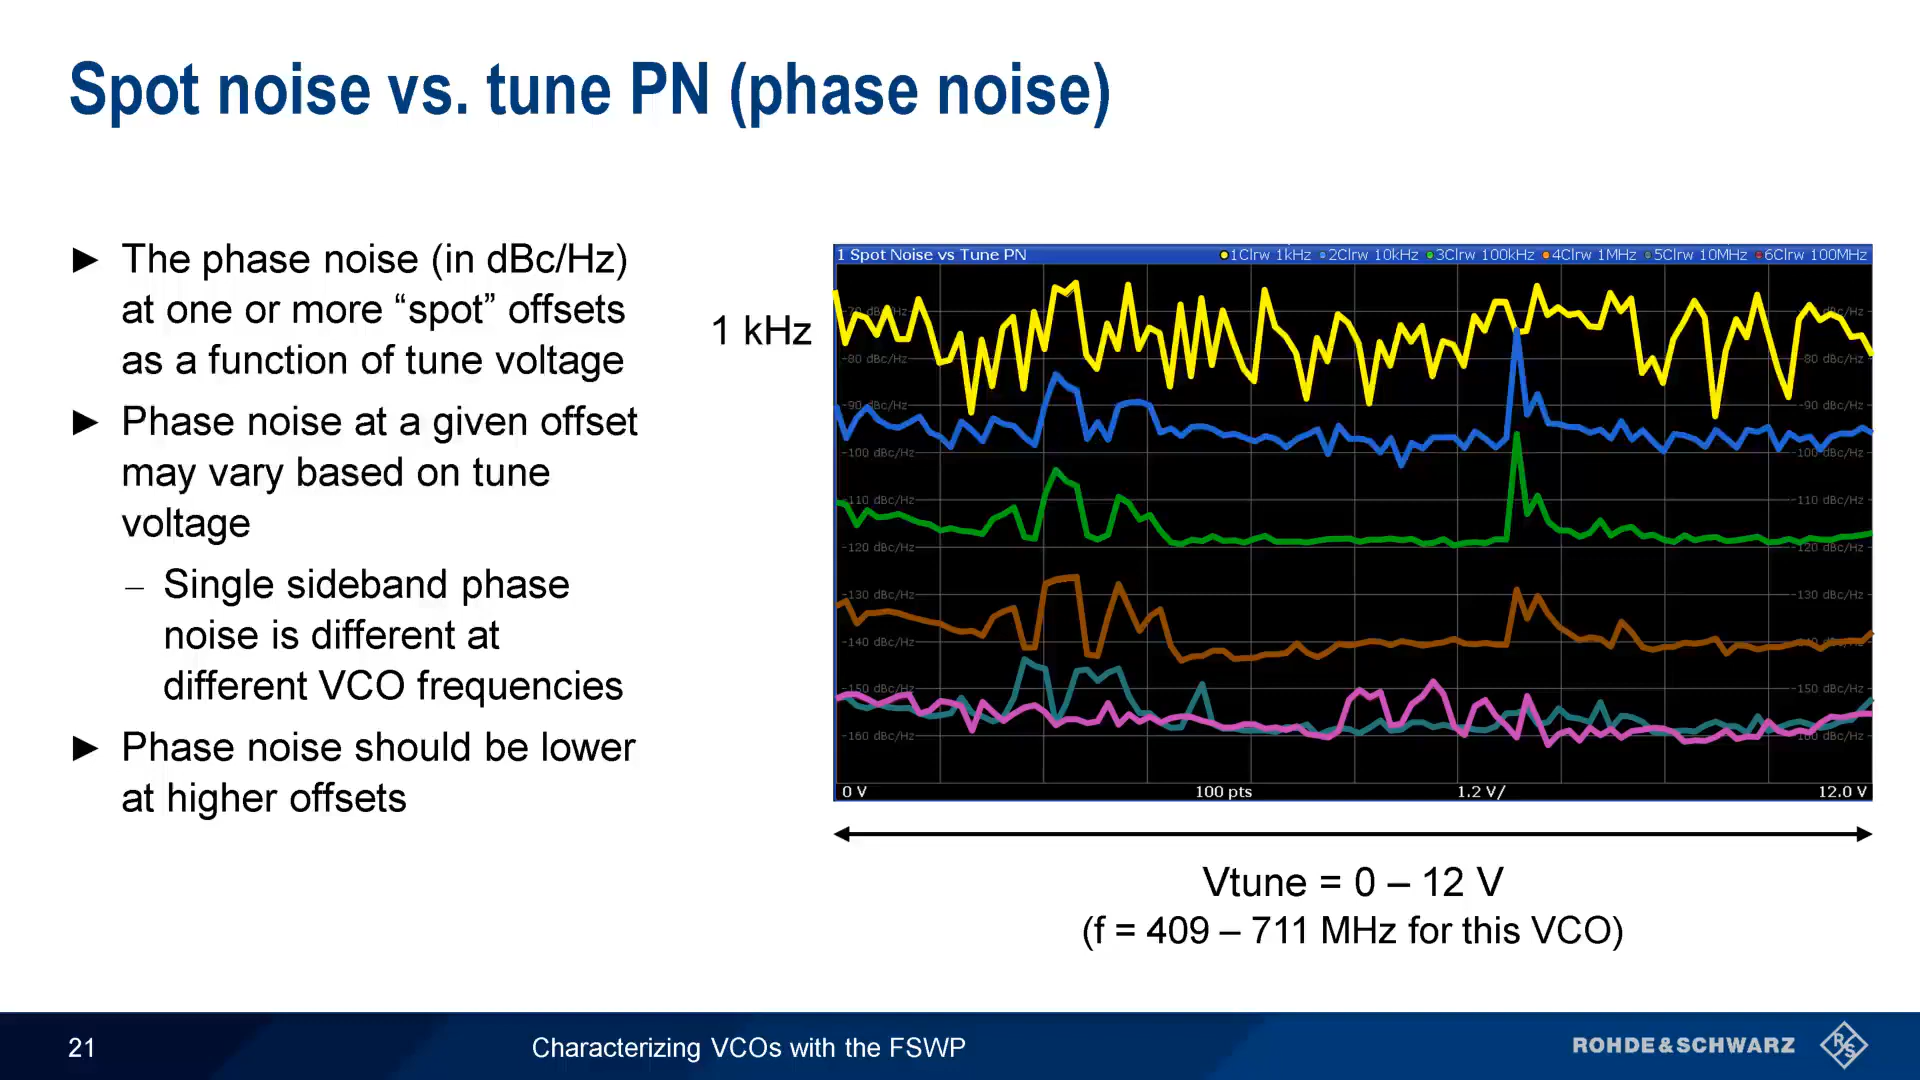 Spot noise vs. tune PN (phase noise)
► The phase noise (in dBc/Hz)
at one or more “spot” offsets
as a function of tune voltage
► Phase noise at a given offset
may vary based on tune
voltage
– Single sideband phase
noise is different at
different VCO frequencies
► Phase noise should be lower
at higher offsets
1 kHz
1 Spot Noise vs Tune PN
1Clrw 1kHz 2Clrw 10kHz 3Clrw 100kHz 4Clrw 1MHz 5Clrw 10MHz 6Clrw 100MHz
-80 dBc/Hz -80 dBc/Hz
-90 dBc/Hz -90 dBc/Hz
-100 dBc/Hz -100 dBc/Hz
-110 dBc/Hz -110 dBc/Hz
-120 dBc/Hz -120 dBc/Hz
-130 dBc/Hz -130 dBc/Hz
-140 dBc/Hz
-150 dBc/Hz -150 dBc/Hz
-160 dBc/Hz -160 dBc/Hz
0 V 100 pts 1.2 V/ 12.0 V
Vtune = 0 – 12 V
(f = 409 – 711 MHz for this VCO)
21 Characterizing VCOs with the FSWP ROHDE&SCHWARZ R&S